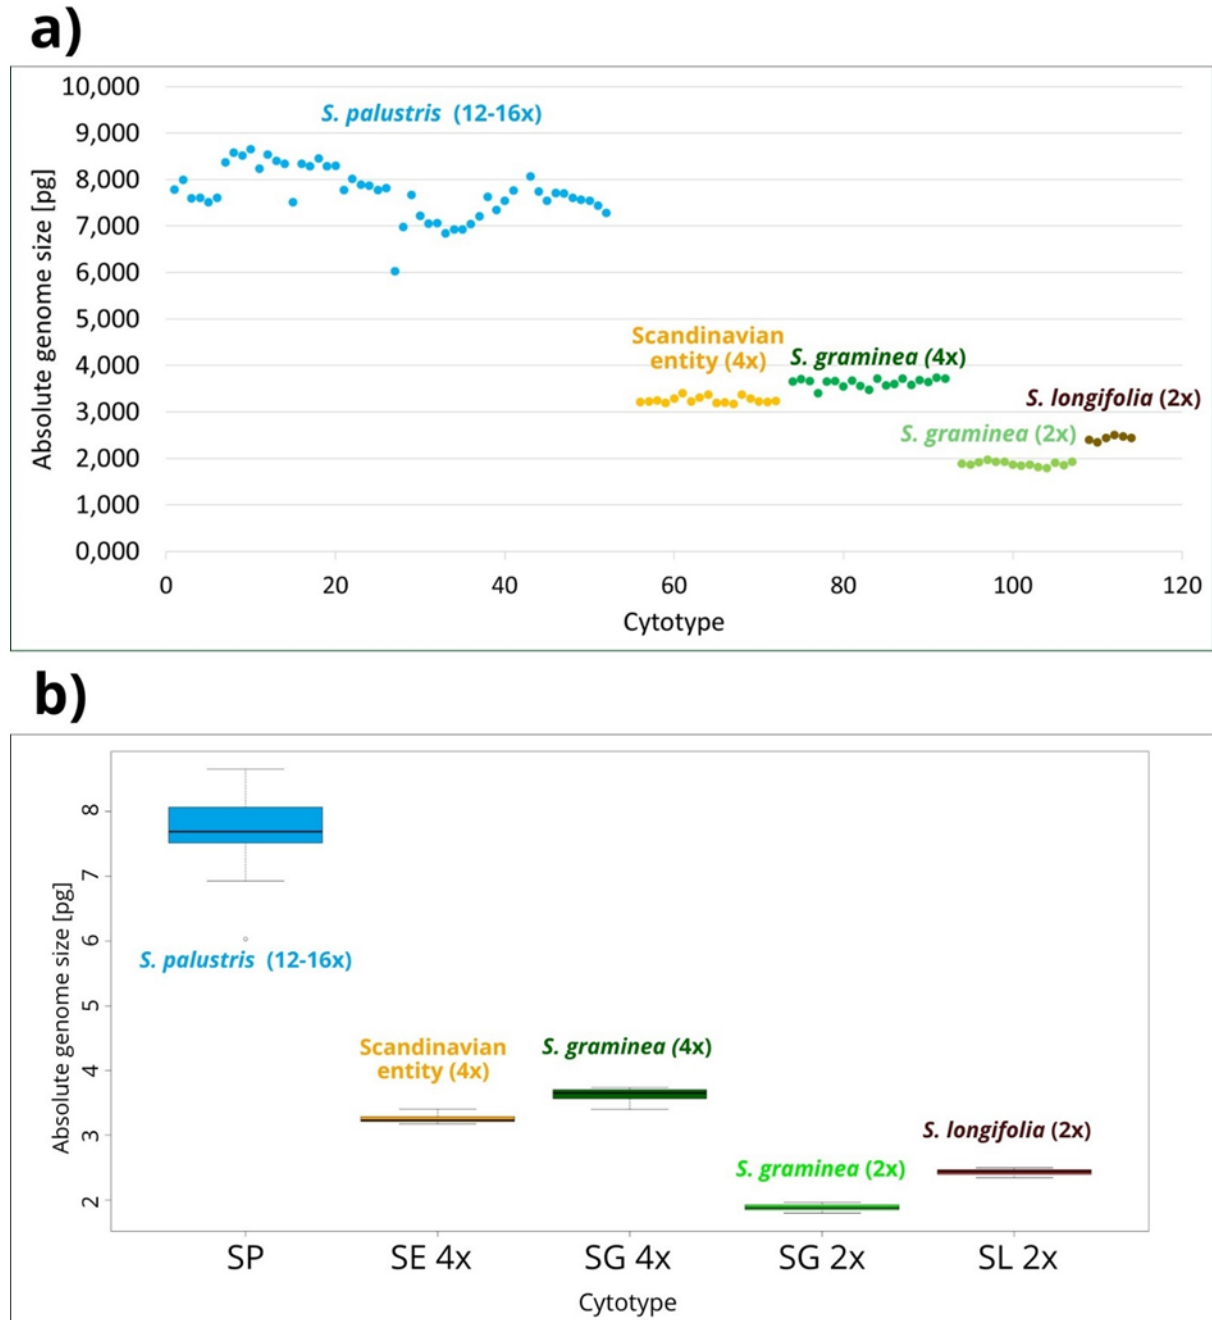 a)
10,000
9,000
8,000
7,000
6,000
5,000
4,000
3,000
2,000
1,000
0,000
Absolute genome size [pg]
S. palustris (12-16x)
Scandinavian
entity (4x)
S. graminea (4x)
S. longifolia (2x)
S. graminea (2x)
0 20 40 60 80 100 120
Cytotype
b)
8
7
6
5
4
3
2
Absolute genome size [pg]
S. palustris (12-16x)
Scandinavian
entity (4x)
S. graminea (4x)
S. longifolia (2x)
S. graminea (2x)
SP SE 4x SG 4x SG 2x SL 2x
Cytotype